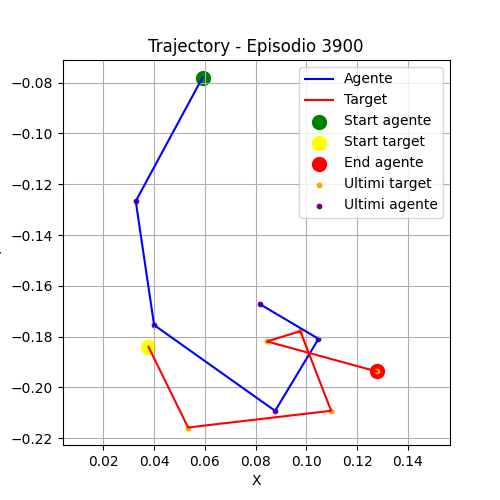 Trajectory - Episodio 3900
Agente
Target
Start agente
Start target
End agente
Ultimi target
Ultimi agente
−0.08
−0.10
−0.12
−0.14
−0.16
−0.18
−0.20
−0.22
0.02 0.04 0.06 0.08 0.10 0.12 0.14
X